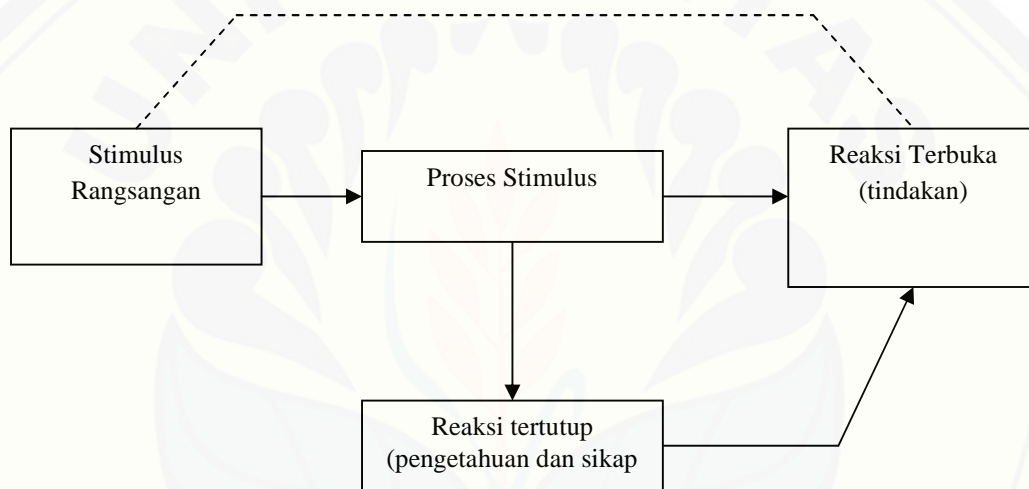 Stimulus
Rangsangan
Proses Stimulus
Reaksi Terbuka
(tindakan)
Reaksi tertutup
(pengetahuan dan sikap